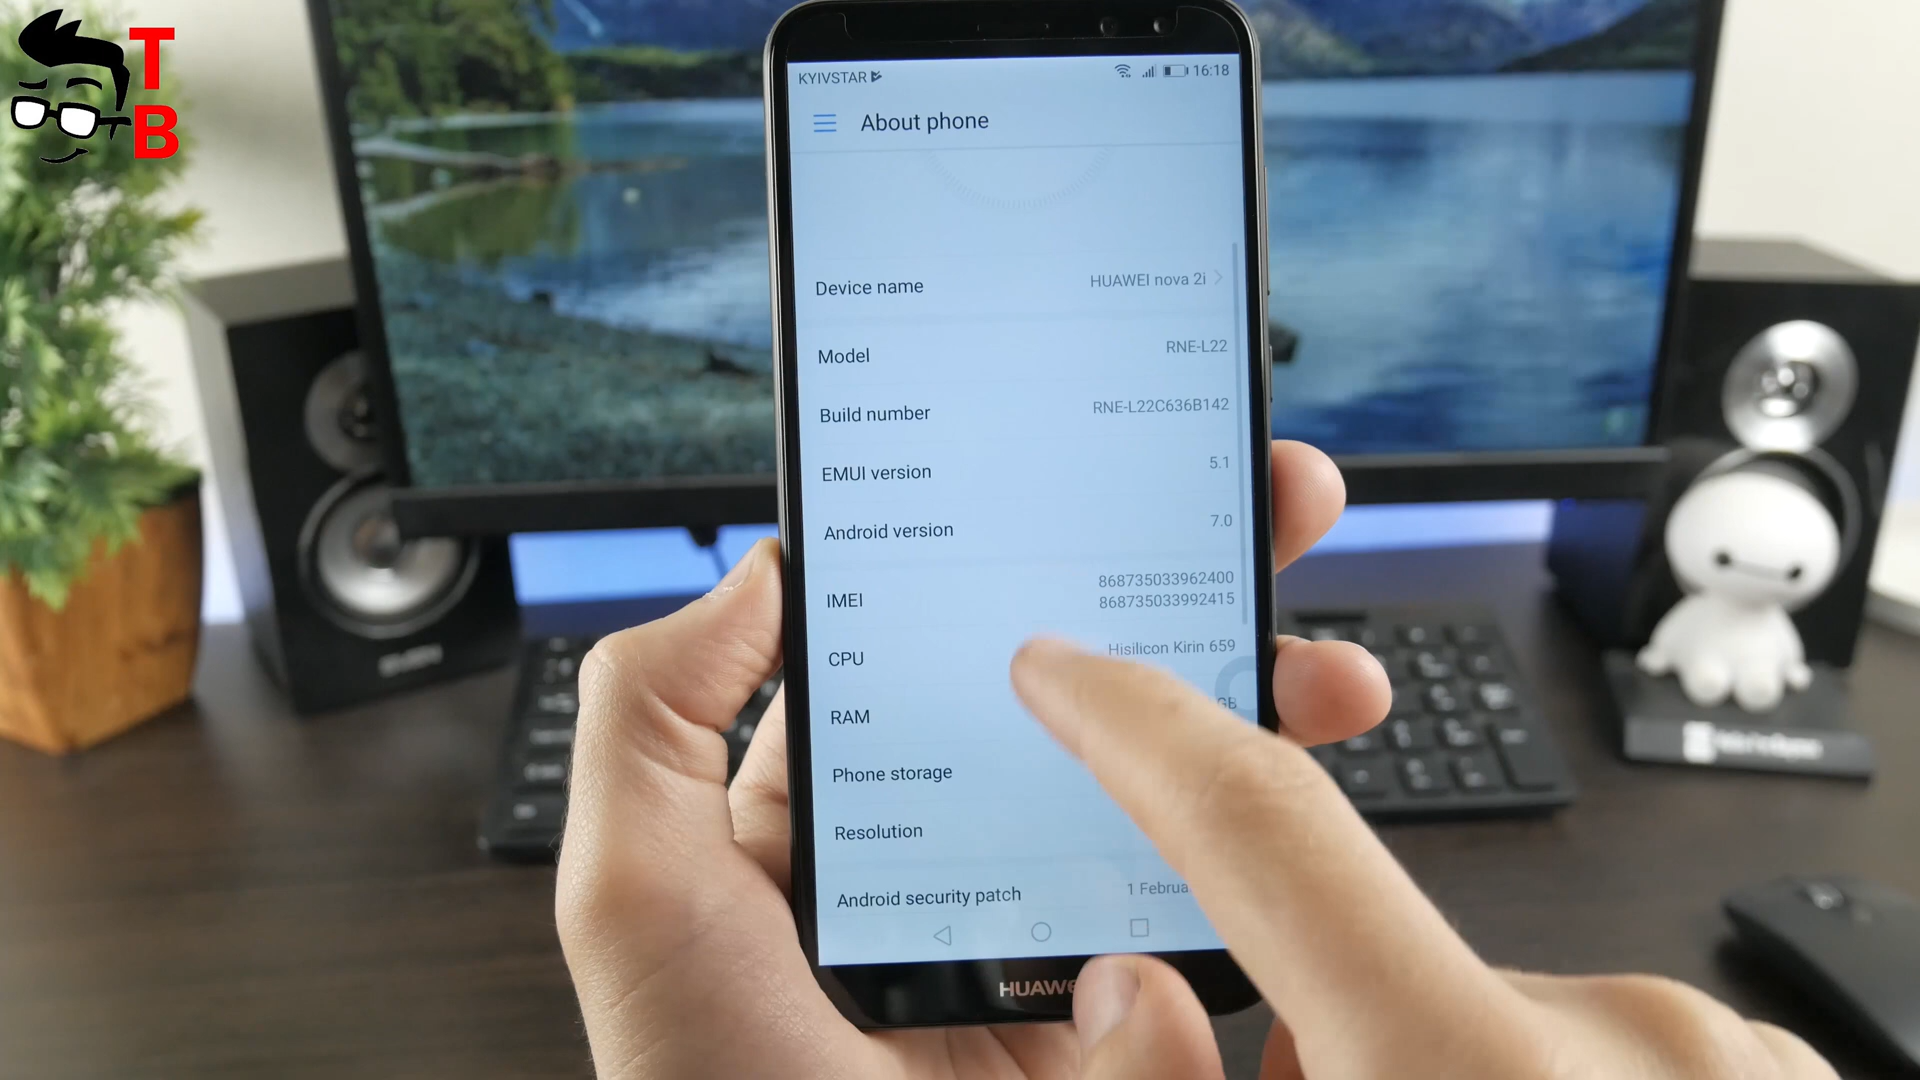 T
B
KYIVSTAR
16:18
About phone
Device name HUAWEI nova 2i
Model RNE-L22
Build number RNE-L22C636B142
EMUI version 5.1
Android version 7.0
IMEI 868735033962400
868735033992415
CPU Hisilicon Kirin 659
RAM GB
Phone storage
Resolution
Android security patch 1 Februa
HUAWE